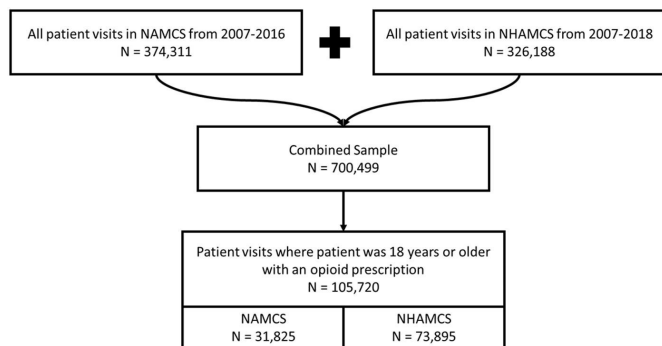 All patient visits in NAMCS from 2007-2016
N = 374,311
All patient visits in NHAMCS from 2007-2018
N = 326,188
Combined Sample
N = 700,499
Patient visits where patient was 18 years or older
with an opioid prescription
N = 105,720
NAMCS
N = 31,825
NHAMCS
N = 73,895